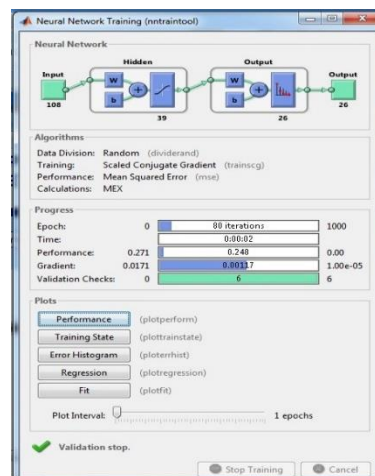 Neural Network Training (nntraintool)
Neural Network
Hidden Output
Input Output
W W
b b
108 26
39 26
Algorithms
Data Division: Random (dividerand)
Training: Scaled Conjugate Gradient (trainscg)
Performance: Mean Squared Error (mse)
Calculations: MEX
Progress
Epoch: 0 80 iterations 1000
Time: 0:00:02
Performance: 0.271 0.248 0.00
Gradient: 0.0171 0.00117 1.00e-05
Validation Checks: 0 6 6
Plots
Performance (plotperform)
Training State (plottrainstate)
Error Histogram (ploterrhist)
Regression (plotregression)
Fit (plotfit)
Plot Interval: 1 epochs
Validation stop.
Stop Training Cancel